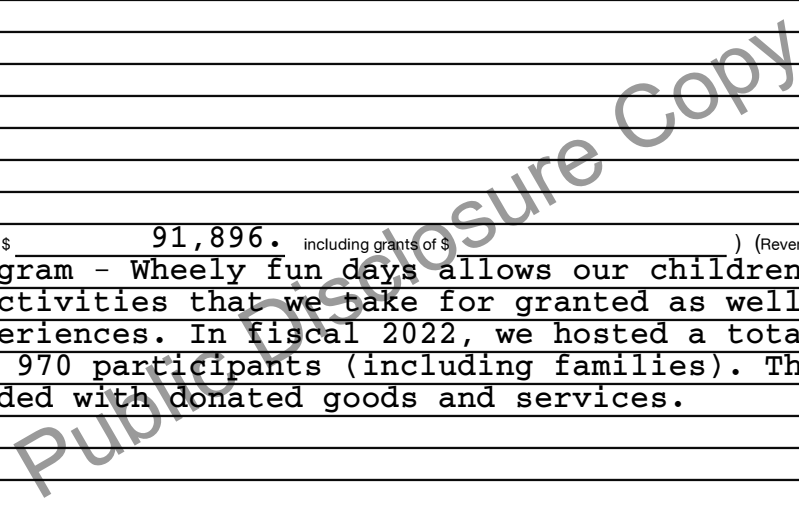 $ 91,896. including grants of $ ) (Rever
gram - Wheely fun days allows our children
ctivities that we take for granted as well
eriences. In fiscal 2022, we hosted a tota
970 participants (including families). Th
ded with donated goods and services.
Public Disclosure Copy